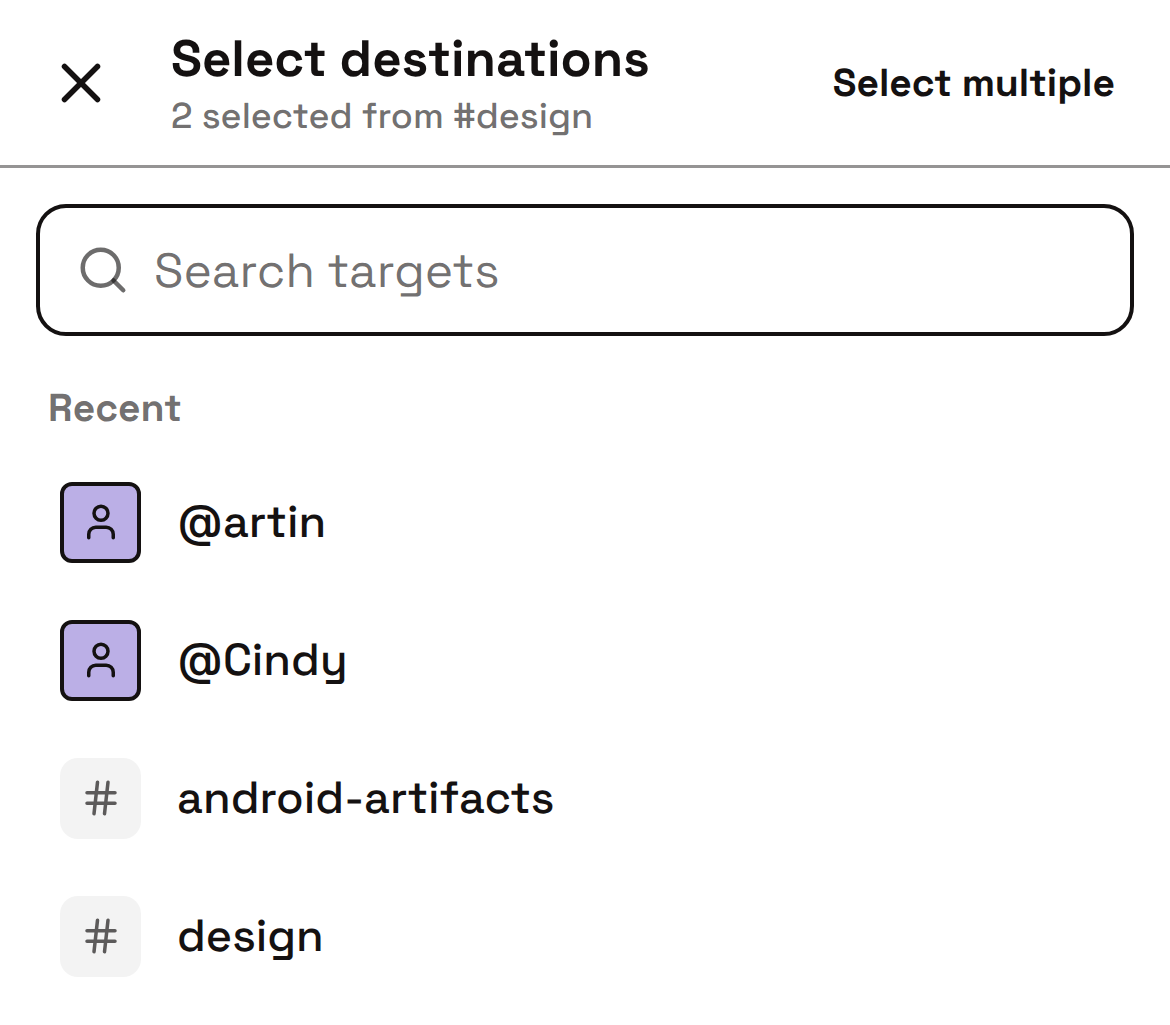 Select destinations
2 selected from #design
Select multiple
Search targets
Recent
@artin
@Cindy
# android-artifacts
# design